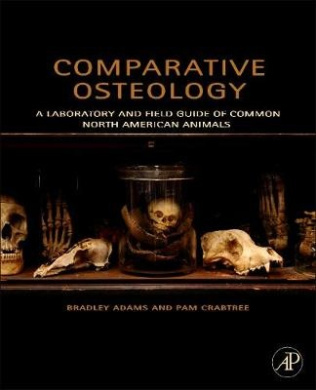 COMPARATIVE
OSTEOLOGY
A LABORATORY AND FIELD GUIDE OF COMMON
NORTH AMERICAN ANIMALS
BRADLEY ADAMS AND PAM CRABTREE
AP